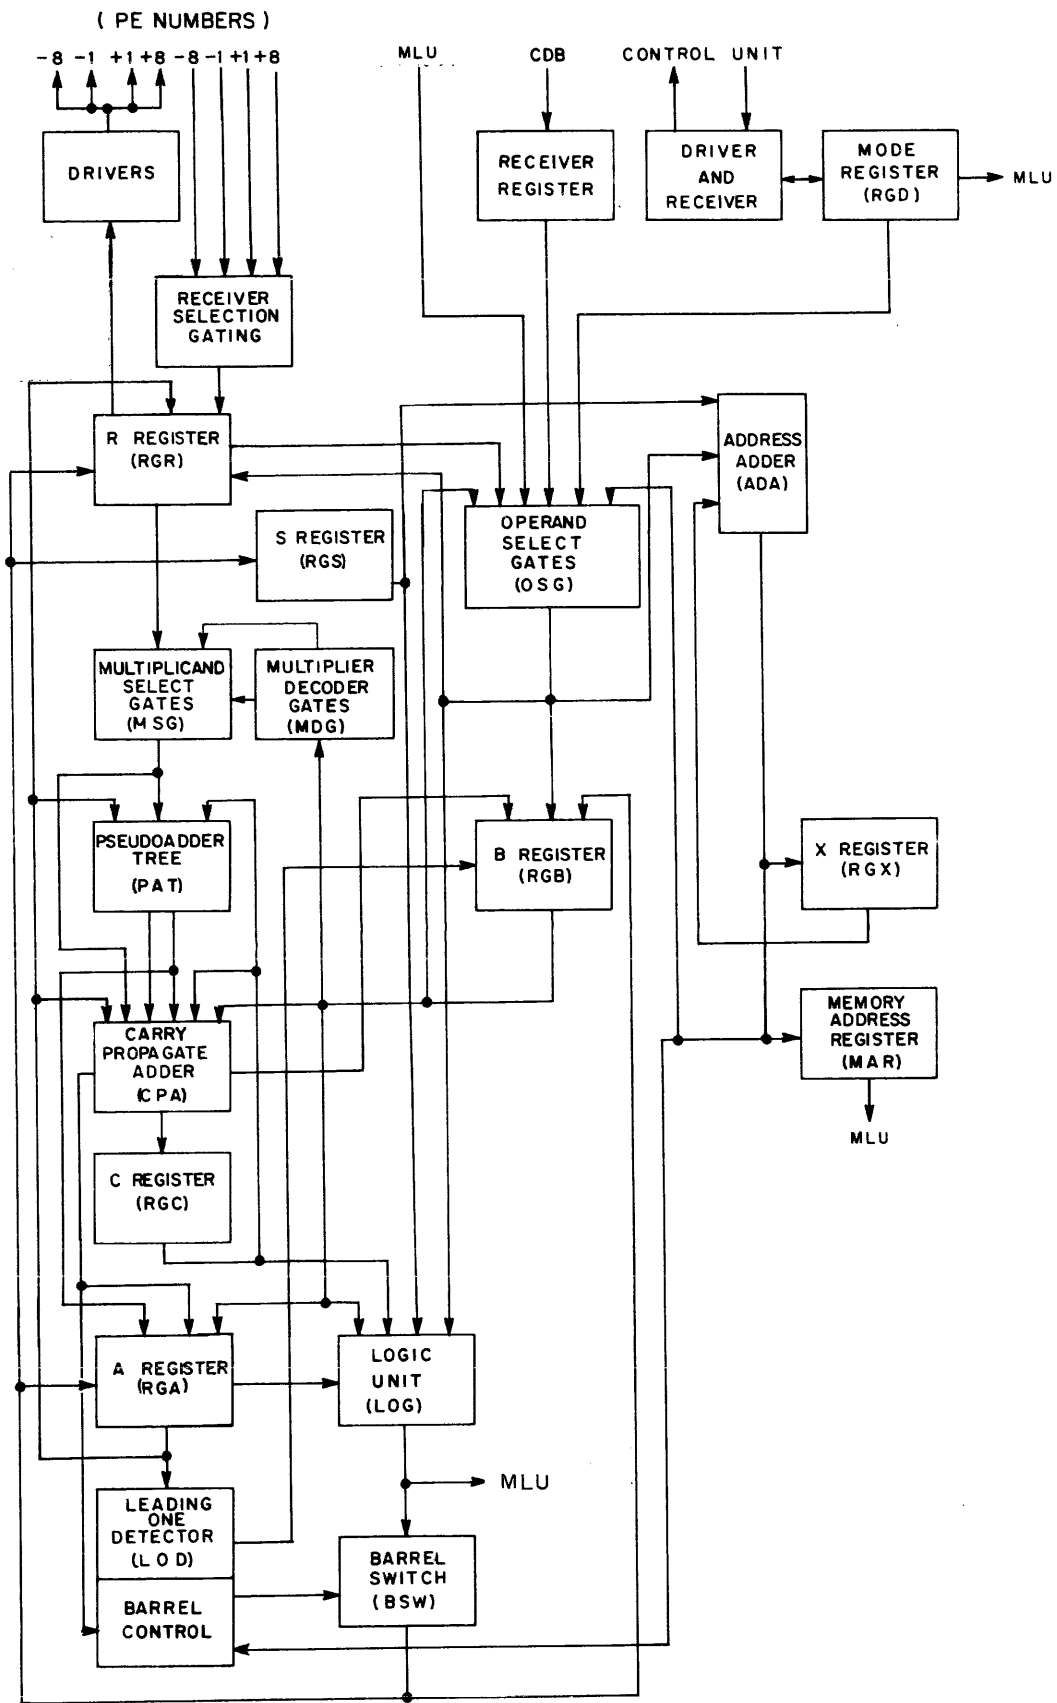 ( PE NUMBERS )
-8 -1 +1 +8 -8 -1 +1 +8
MLU
CDB
CONTROL UNIT
DRIVERS
RECEIVER
REGISTER
DRIVER
AND
RECEIVER
MODE
REGISTER
(RGD)
MLU
RECEIVER
SELECTION
GATING
R REGISTER
(RGR)
ADDRESS
ADDER
(ADA)
S REGISTER
(RGS)
OPERAND
SELECT
GATES
(OSG)
MULTIPLICAND
SELECT
GATES
(MSG)
MULTIPLIER
DECODER
GATES
(MDG)
PSEUDOADDER
TREE
(PAT)
B REGISTER
(RGB)
X REGISTER
(RGX)
CARRY
PROPAGATE
ADDER
(CPA)
MEMORY
ADDRESS
REGISTER
(MAR)
MLU
C REGISTER
(RGC)
A REGISTER
(RGA)
LOGIC
UNIT
(LOG)
MLU
LEADING
ONE
DETECTOR
(LOD)
BARREL
SWITCH
(BSW)
BARREL
CONTROL